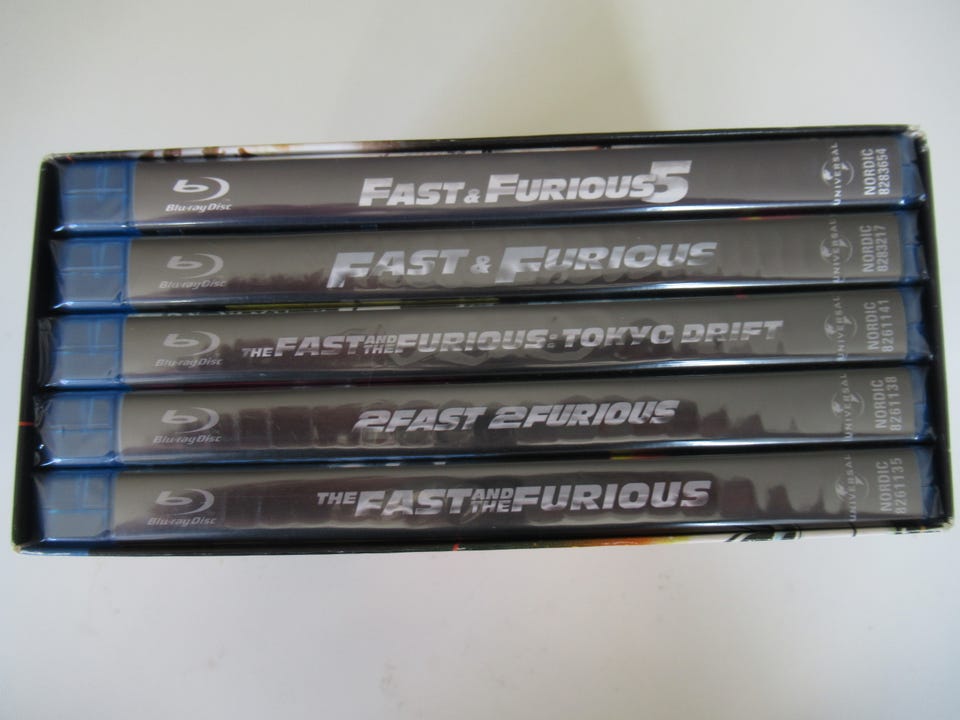 Blu-ray Disc FAST & FURIOUS 5 UNIVERSAL NORDIC 8283654
Blu-ray Disc FAST & FURIOUS UNIVERSAL NORDIC 8283217
Blu-ray Disc THE FAST AND THE FURIOUS: TOKYO DRIFT UNIVERSAL NORDIC 8261141
Blu-ray Disc 2 FAST 2 FURIOUS UNIVERSAL NORDIC 8261138
Blu-ray Disc THE FAST AND THE FURIOUS UNIVERSAL NORDIC 8261135